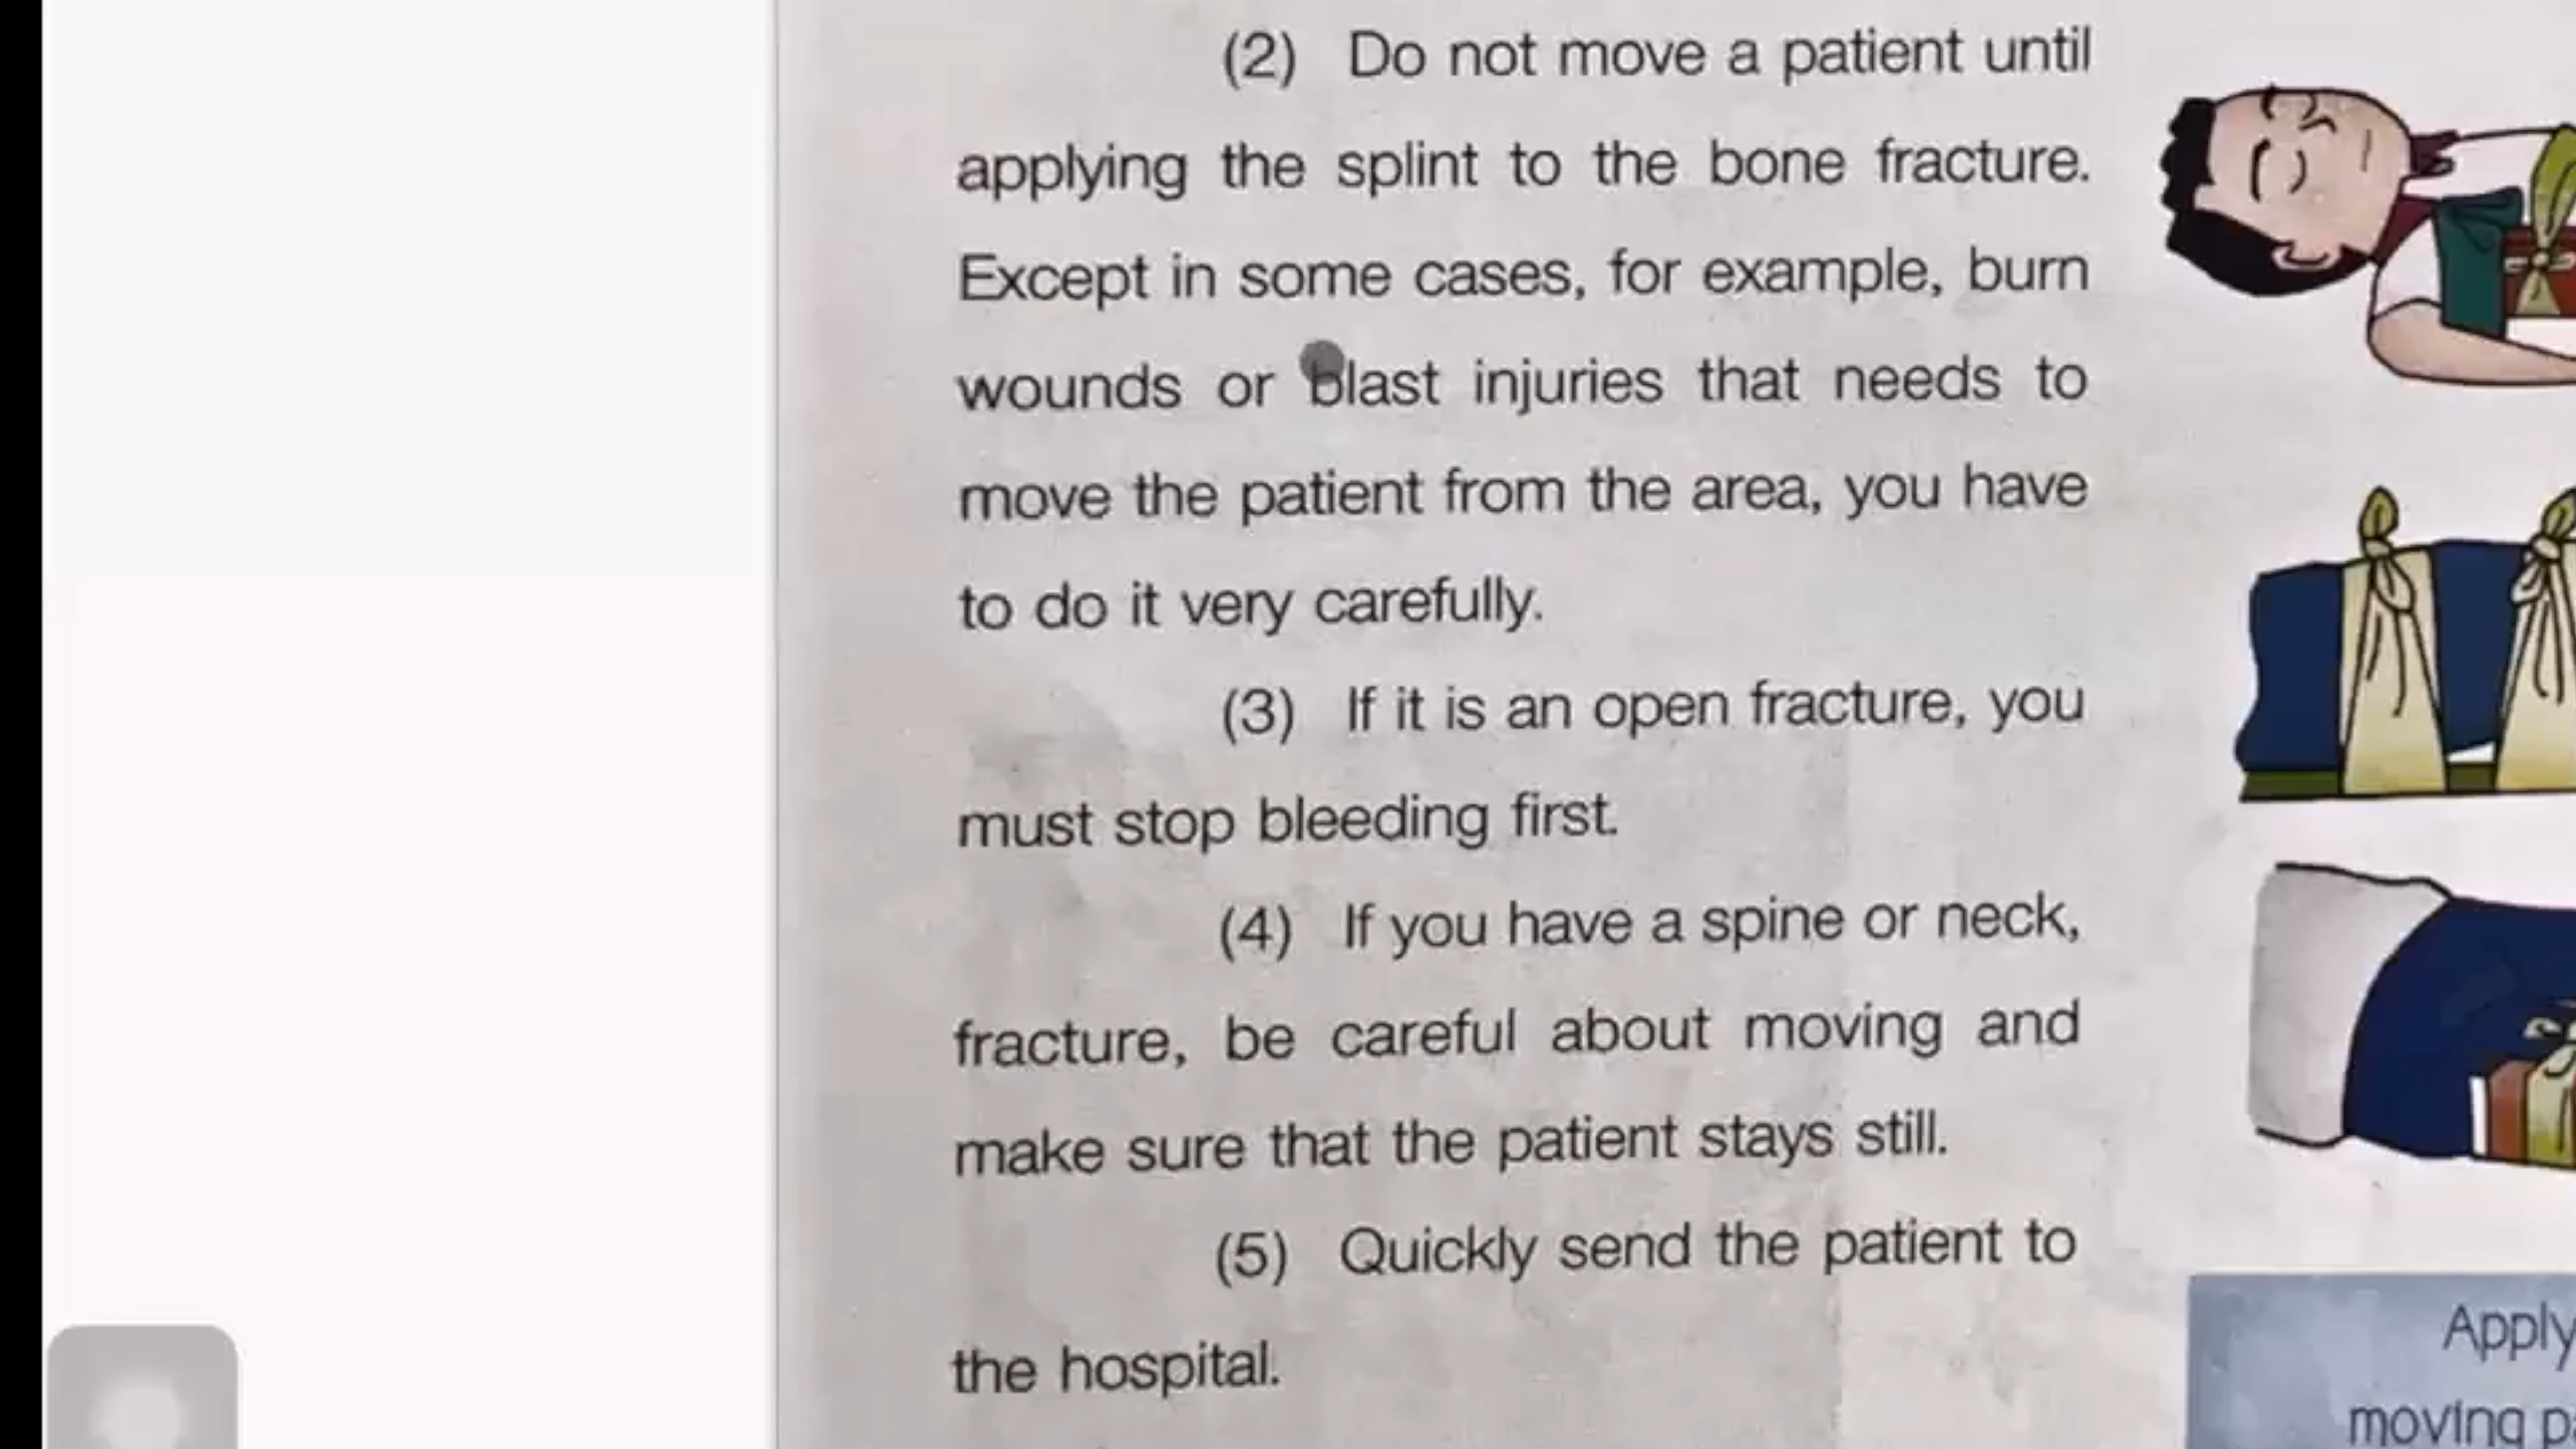 (2) Do not move a patient until
applying the splint to the bone fracture.
Except in some cases, for example, burn
wounds or blast injuries that needs to
move the patient from the area, you have
to do it very carefully.
(3) If it is an open fracture, you
must stop bleeding first.
(4) If you have a spine or neck,
fracture, be careful about moving and
make sure that the patient stays still.
(5) Quickly send the patient to
the hospital.
Apply
moving